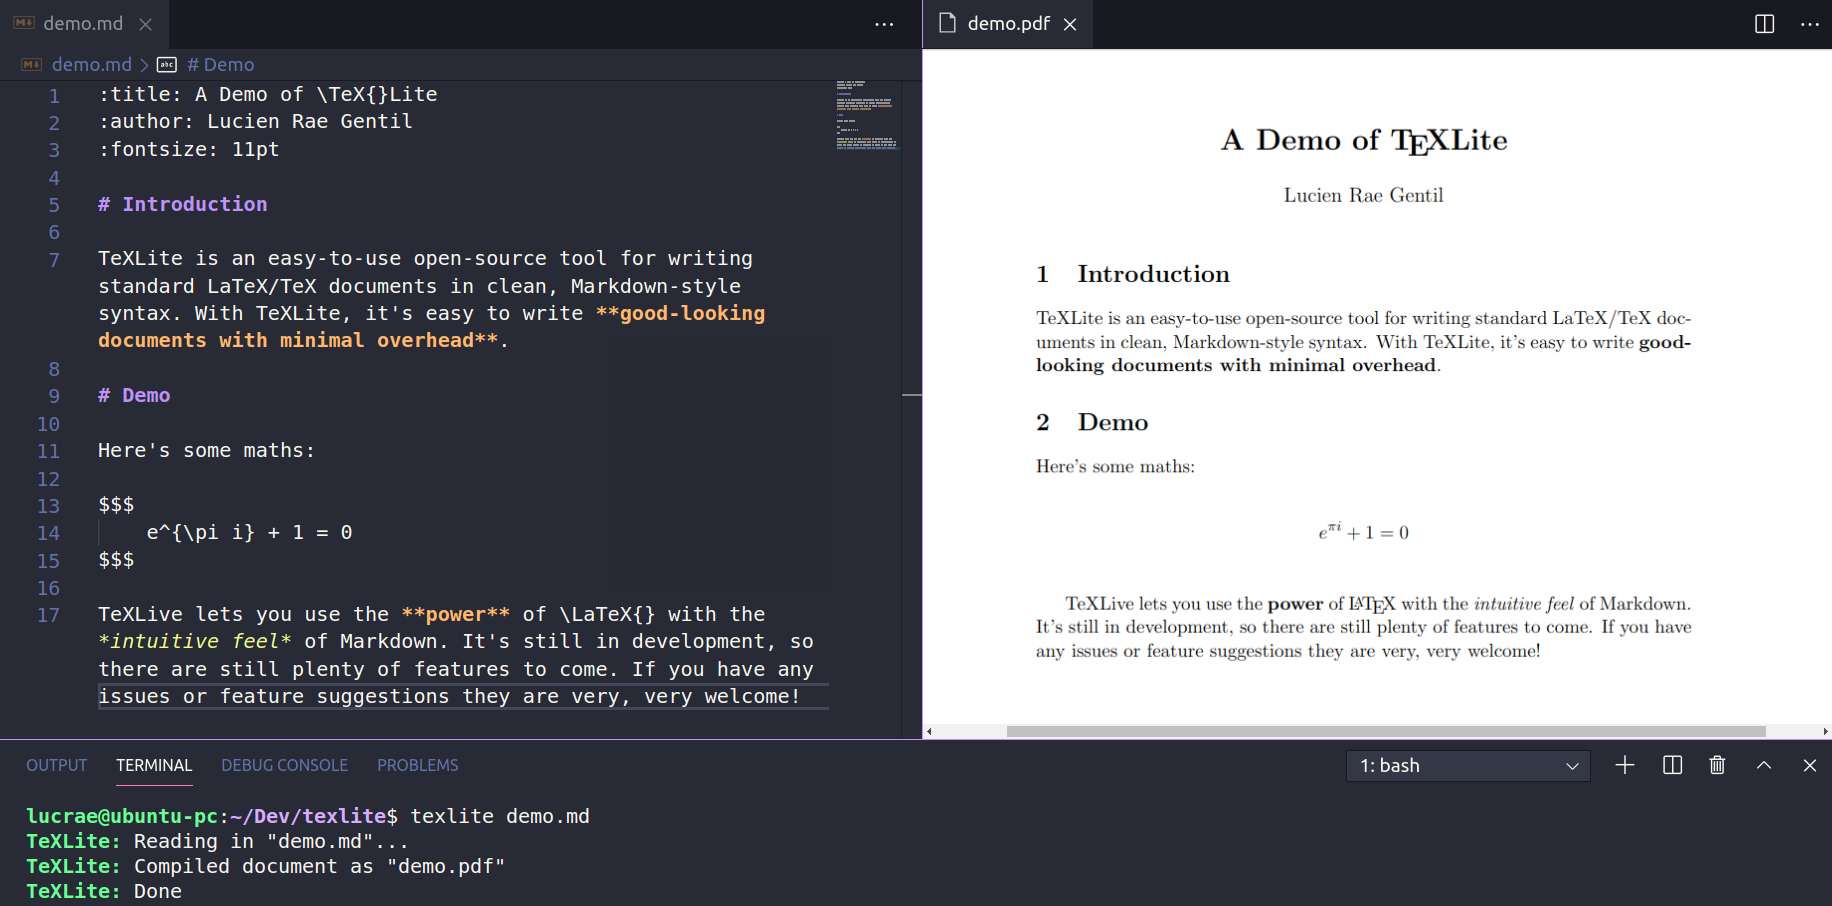 demo.md
demo.md > # Demo
1 :title: A Demo of \TeX{}Lite
2 :author: Lucien Rae Gentil
3 :fontsize: 11pt
4
5 # Introduction
6
7 TeXLite is an easy-to-use open-source tool for writing
standard LaTeX/TeX documents in clean, Markdown-style
syntax. With TeXLite, it's easy to write **good-looking
documents with minimal overhead**.
8
9 # Demo
10
11 Here's some maths:
12
13 $$$
14 e^{\pi i} + 1 = 0
15 $$$
16
17 TeXLive lets you use the **power** of \LaTeX{} with the
*intuitive feel* of Markdown. It's still in development, so
there are still plenty of features to come. If you have any
issues or feature suggestions they are very, very welcome!
demo.pdf
A Demo of TEXLite
Lucien Rae Gentil
1 Introduction
TeXLite is an easy-to-use open-source tool for writing standard LaTeX/TeX doc-
uments in clean, Markdown-style syntax. With TeXLite, it's easy to write good-
looking documents with minimal overhead.
2 Demo
Here's some maths:
e^{πi} + 1 = 0
TeXLive lets you use the power of LATEX with the intuitive feel of Markdown.
It's still in development, so there are still plenty of features to come. If you have
any issues or feature suggestions they are very, very welcome!
OUTPUT TERMINAL DEBUG CONSOLE PROBLEMS
1: bash
lucrae@ubuntu-pc:~/Dev/texlite$ texlite demo.md
TeXLite: Reading in "demo.md"...
TeXLite: Compiled document as "demo.pdf"
TeXLite: Done